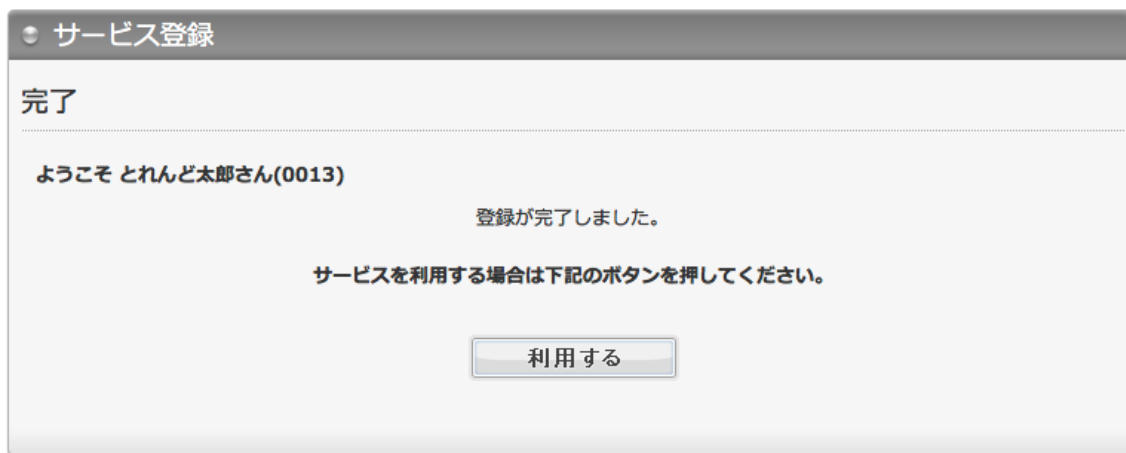 サービス登録
完了
ようこそ とれんど太郎さん(0013)
登録が完了しました。
サービスを利用する場合は下記のボタンを押してください。
利用する